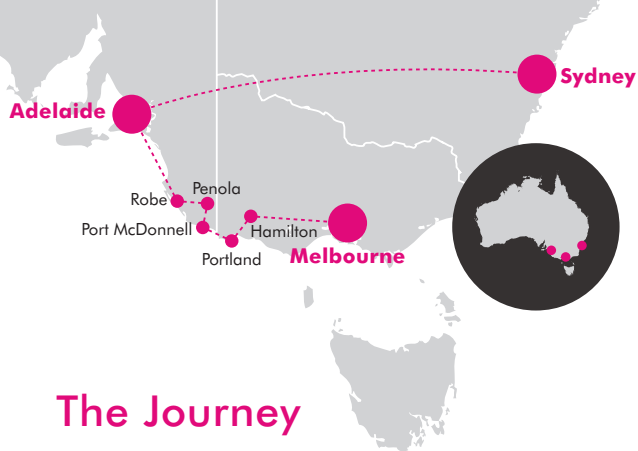 Sydney
Adelaide
Penola
Robe
Port McDonnell
Hamilton
Portland
Melbourne
The Journey